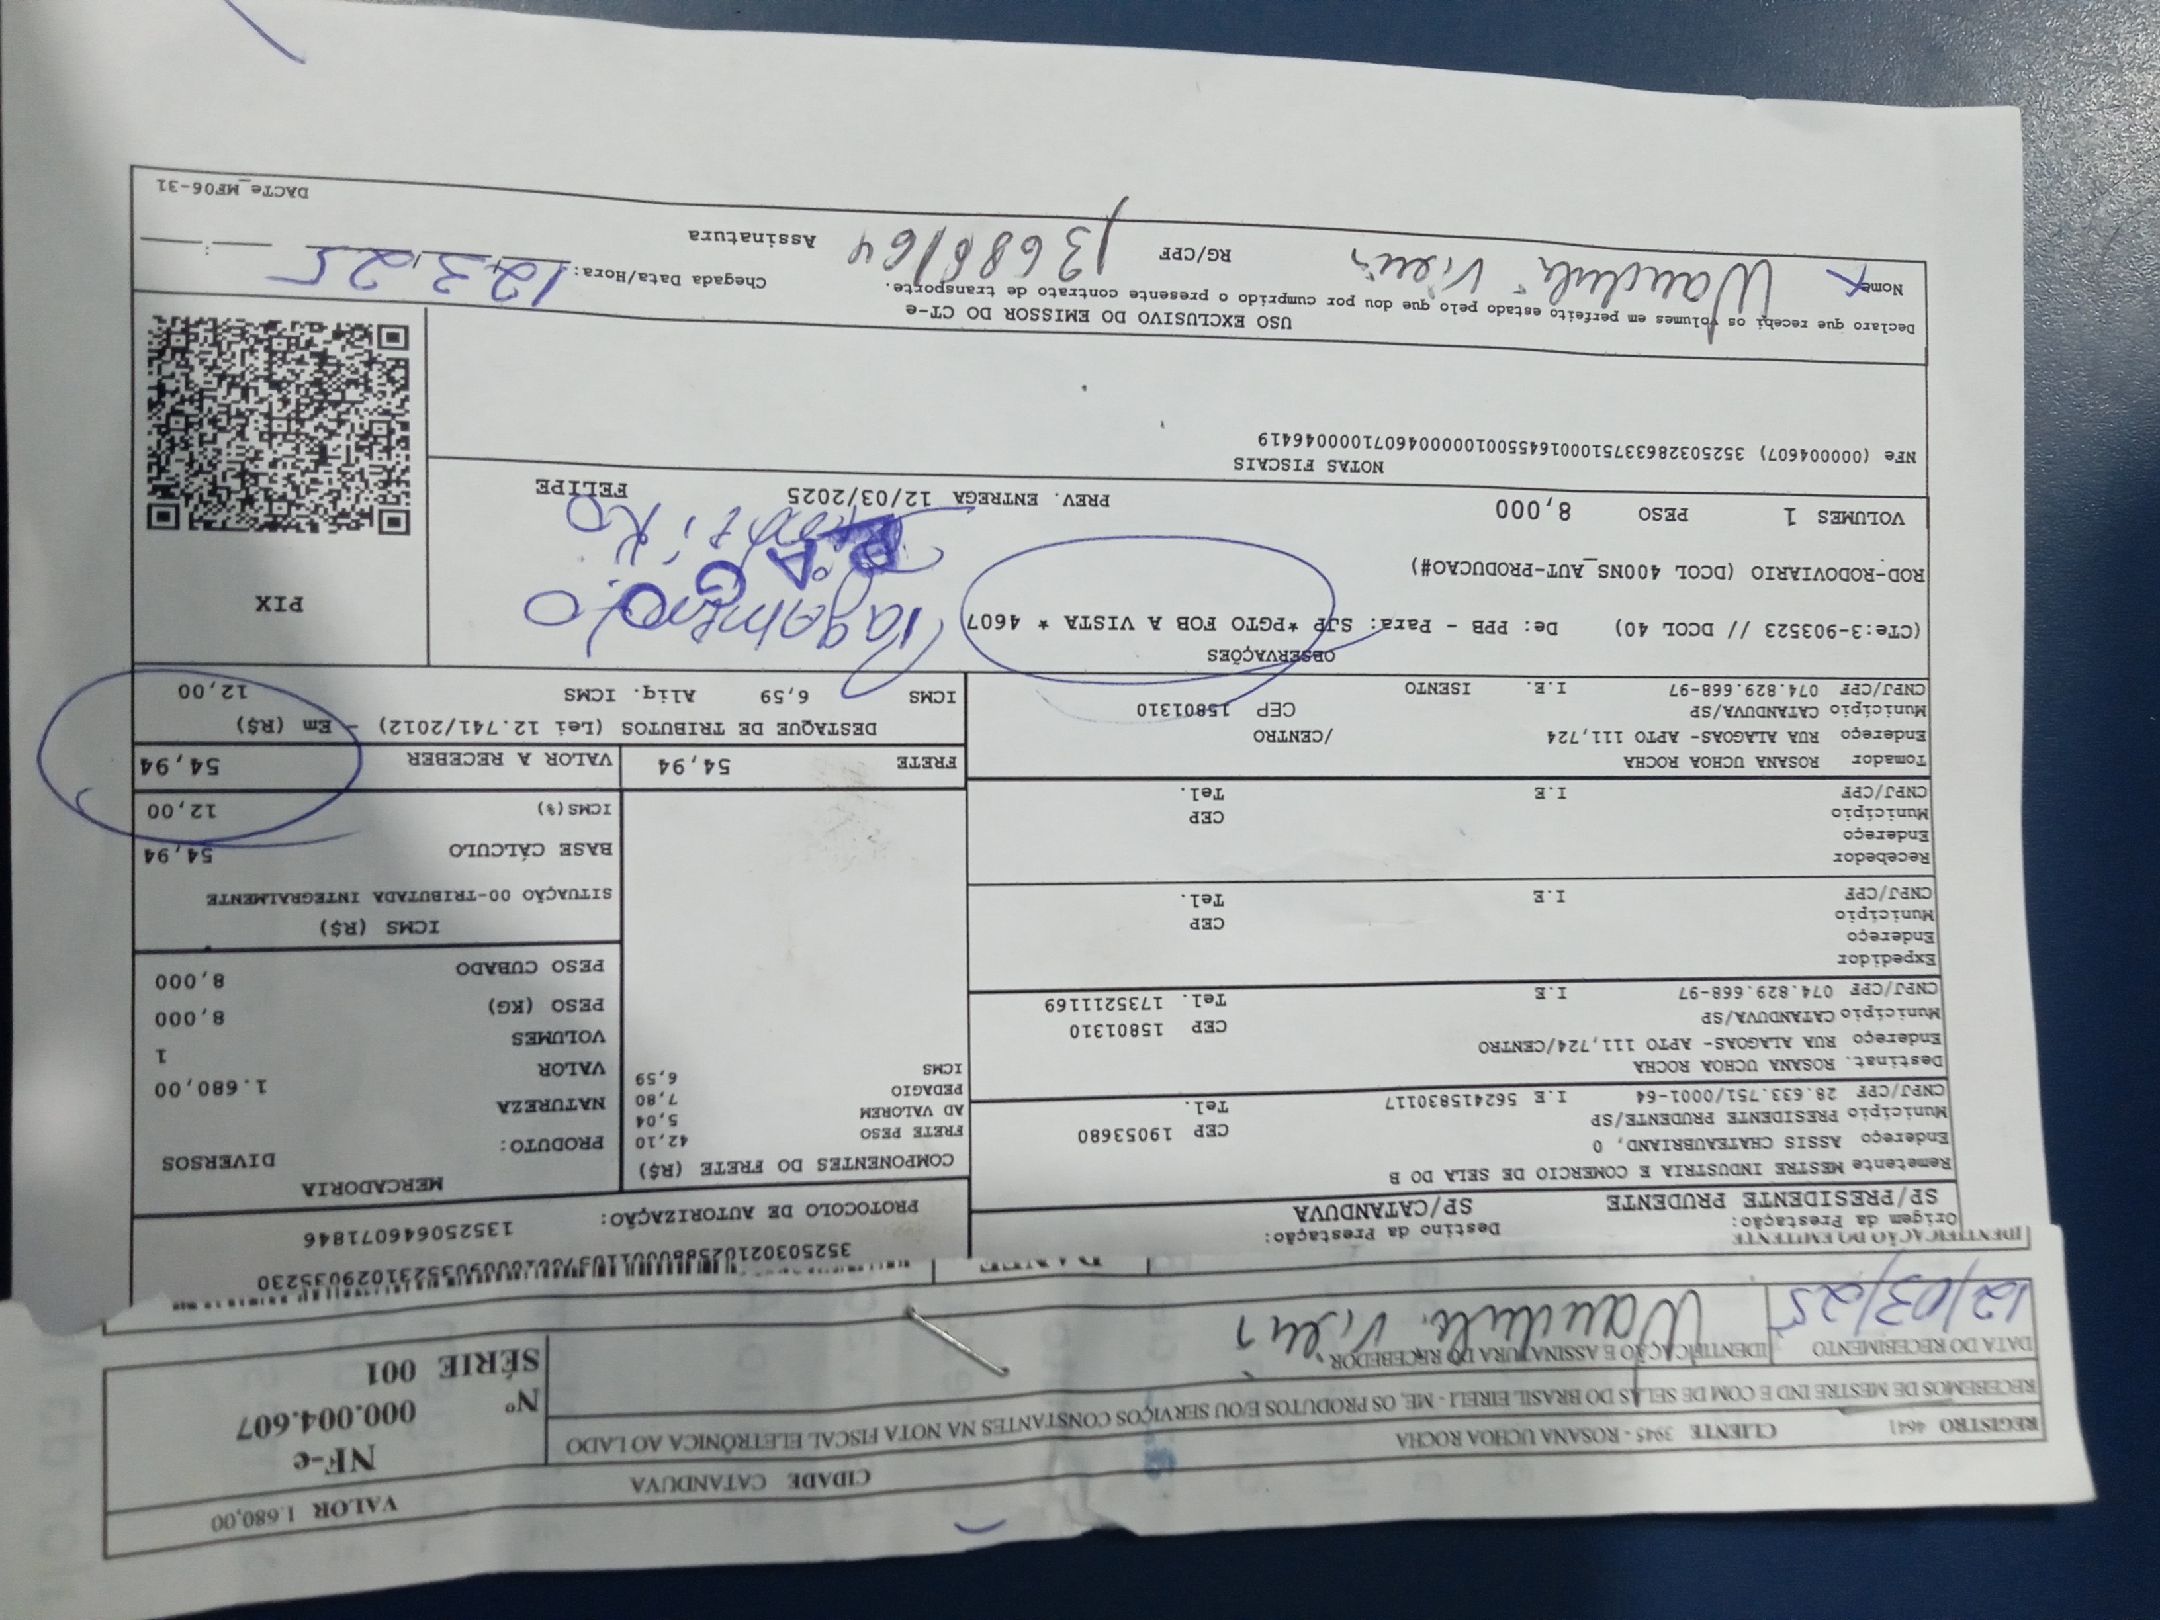 REGISTRO 4641 CLIENTE 3945 - ROSANA UCHOA ROCHA CIDADE CATANDUVA VALOR 1.680,00
RECEBEMOS DE MESTRE IND E COM DE SELAS DO BRASIL EIRELI - ME, OS PRODUTOS E/OU SERVIÇOS CONSTANTES NA NOTA FISCAL ELETRÔNICA AO LADO
NF-e
Nº 000.004.607
SÉRIE 001
DATA DO RECEBIMENTO IDENTIFICAÇÃO E ASSINATURA DO RECEBEDOR
12/03/25
IDENTIFICAÇÃO DO EMITENTE
PROTOCOLO DE AUTORIZAÇÃO: 135250646071846
Origem da Prestação: Destino da Prestação:
SP/PRESIDENTE PRUDENTE SP/CATANDUVA
Remetente MESTRE INDUSTRIA E COMERCIO DE SELA DO B
Endereço ASSIS CHATEAUBRIAND, 0
Município PRESIDENTE PRUDENTE/SP CEP 19053680
CNPJ/CPF 28.633.751/0001-64 I.E 562415830117 Tel.
Destinat. ROSANA UCHOA ROCHA
Endereço RUA ALAGOAS- APTO 111,724/CENTRO
Município CATANDUVA/SP CEP 15801310
CNPJ/CPF 074.829.668-97 I.E Tel. 1735211169
Expedidor
Endereço
Município CEP
CNPJ/CPF I.E Tel.
Recebedor
Endereço
Município CEP
CNPJ/CPF I.E Tel.
Tomador ROSANA UCHOA ROCHA
Endereço RUA ALAGOAS- APTO 111,724 /CENTRO
Município CATANDUVA/SP CEP 15801310
CNPJ/CPF 074.829.668-97 I.E. ISENTO
COMPONENTES DO FRETE (R$)
FRETE PESO 42,10
AD VALOREM 5,04
PEDAGIO 7,80
ICMS 6,59
FRETE 54,94
MERCADORIA
PRODUTO: DIVERSOS
NATUREZA
VALOR 1.680,00
VOLUMES 1
PESO (KG) 8,000
PESO CUBADO 8,000
ICMS (R$)
SITUAÇÃO 00-TRIBUTADA INTEGRALMENTE
BASE CÁLCULO 54,94
ICMS(%) 12,00
VALOR A RECEBER 54,94
DESTAQUE DE TRIBUTOS (Lei 12.741/2012) - Em (R$)
ICMS 6,59 Aliq. ICMS 12,00
OBSERVAÇÕES
(CTe:3-903523 // DCOL 40) De: PPB - Para: SJP *PGTO FOB A VISTA * 4607
ROD-RODOVIARIO (DCOL 400NS_AUT-PRODUCAO#)
Pagamento
PAGO
VOLUMES 1 PESO 8,000 PREV. ENTREGA 12/03/2025 FELIPE
PIX
NOTAS FISCAIS
NFe (000004607) 35250328633751000164550010000046071000046419
USO EXCLUSIVO DO EMISSOR DO CT-e
Declaro que recebi os volumes em perfeito estado pelo que dou por cumprido o presente contrato de transporte.
Nome RG/CPF 13686164 Assinatura Chegada Data/Hora: 12 3 25
DACTe_MF06-31